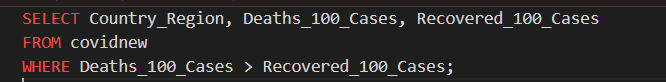 SELECT Country_Region, Deaths_100_Cases, Recovered_100_Cases
FROM covidnew
WHERE Deaths_100_Cases > Recovered_100_Cases;